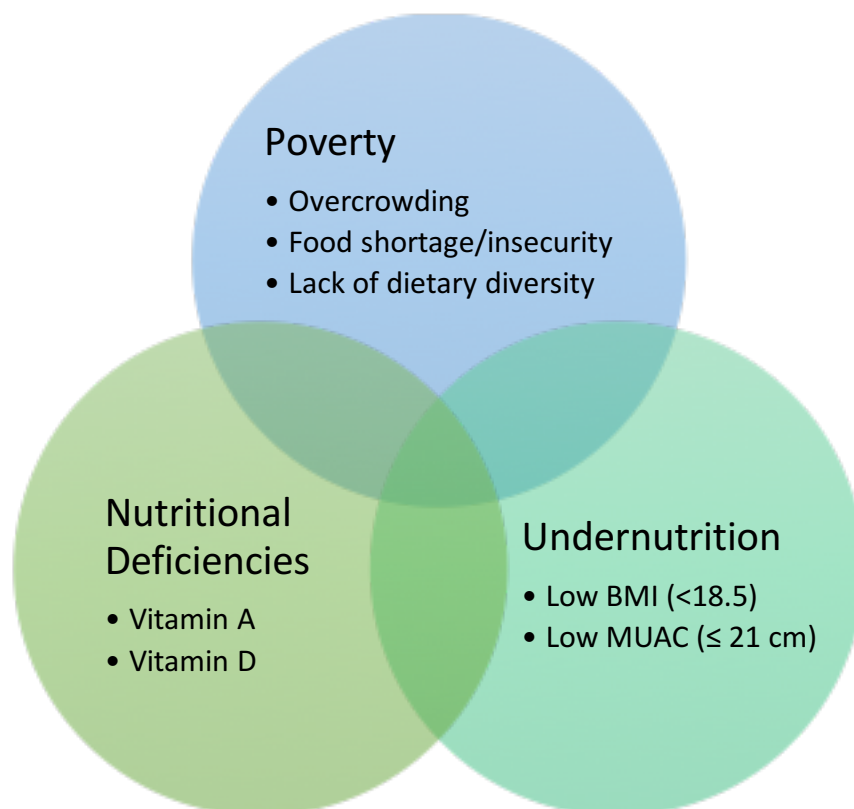 Poverty
• Overcrowding
• Food shortage/insecurity
• Lack of dietary diversity
Nutritional
Deficiencies
• Vitamin A
• Vitamin D
Undernutrition
• Low BMI (<18.5)
• Low MUAC (≤ 21 cm)